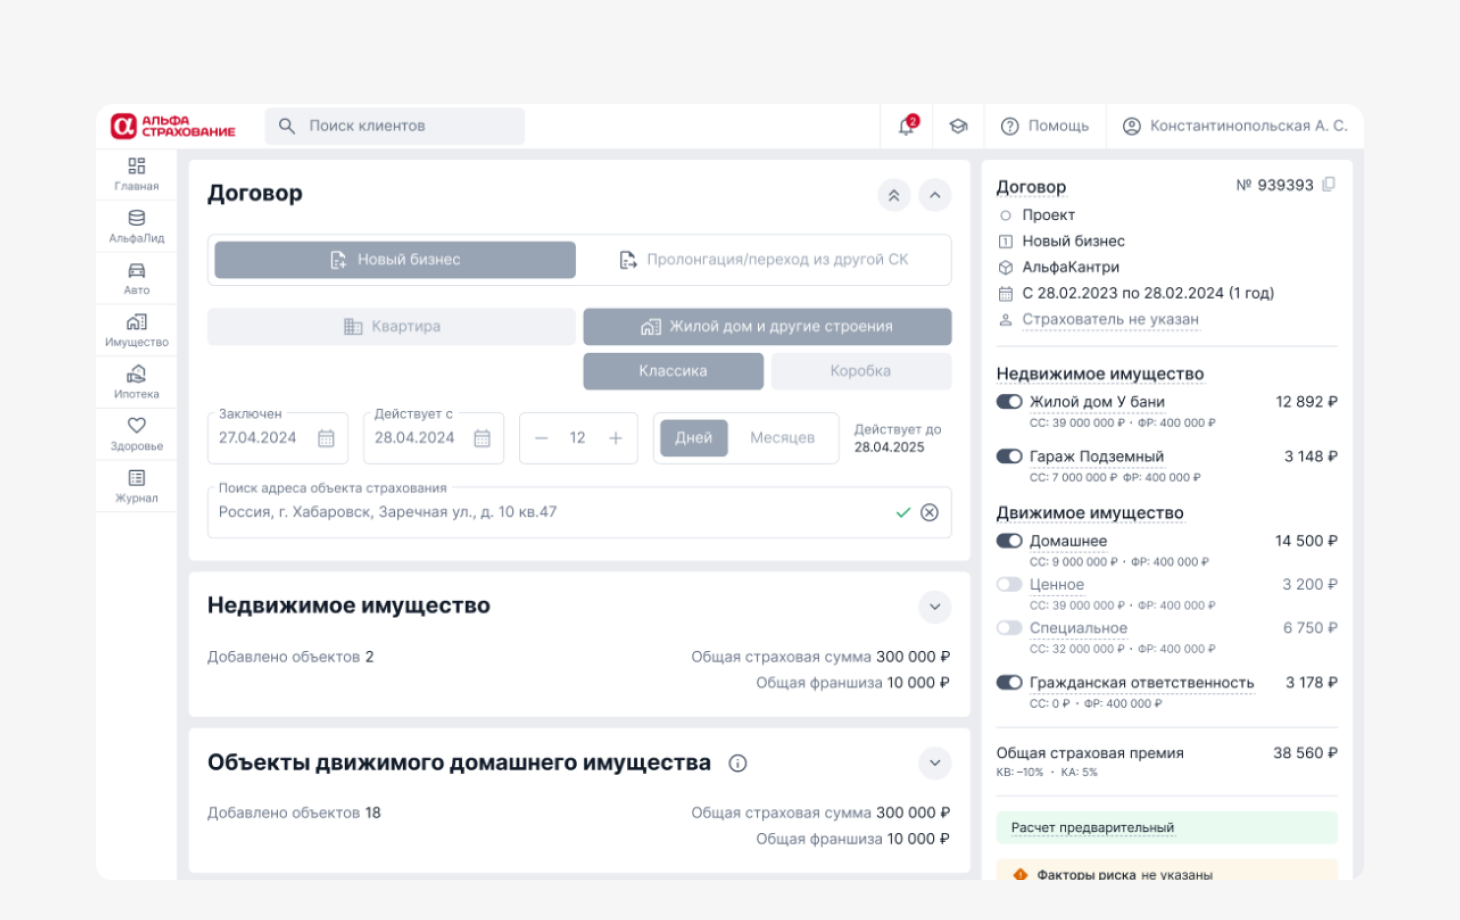 АЛЬФА
СТРАХОВАНИЕ
Поиск клиентов
2
Помощь
Константинопольская А. С.
Главная
АльфаЛид
Авто
Имущество
Ипотека
Здоровье
Журнал
Договор
Новый бизнес
Пролонгация/переход из другой СК
Квартира
Жилой дом и другие строения
Классика
Коробка
Заключен
27.04.2024
Действует с
28.04.2024
— 12 +
Дней
Месяцев
Действует до
28.04.2025
Поиск адреса объекта страхования
Россия, г. Хабаровск, Заречная ул., д. 10 кв.47
Недвижимое имущество
Добавлено объектов 2
Общая страховая сумма 300 000 ₽
Общая франшиза 10 000 ₽
Объекты движимого домашнего имущества
Добавлено объектов 18
Общая страховая сумма 300 000 ₽
Общая франшиза 10 000 ₽
Договор
№ 939393
Проект
1 Новый бизнес
АльфаКантри
С 28.02.2023 по 28.02.2024 (1 год)
Страхователь не указан
Недвижимое имущество
Жилой дом У бани 12 892 ₽
СС: 39 000 000 ₽ · ФР: 400 000 ₽
Гараж Подземный 3 148 ₽
СС: 7 000 000 ₽ ФР: 400 000 ₽
Движимое имущество
Домашнее 14 500 ₽
СС: 9 000 000 ₽ · ФР: 400 000 ₽
Ценное 3 200 ₽
СС: 39 000 000 ₽ · ФР: 400 000 ₽
Специальное 6 750 ₽
СС: 32 000 000 ₽ · ФР: 400 000 ₽
Гражданская ответственность 3 178 ₽
СС: 0 ₽ · ФР: 400 000 ₽
Общая страховая премия 38 560 ₽
КВ: –10% · КА: 5%
Расчет предварительный
Факторы риска не указаны